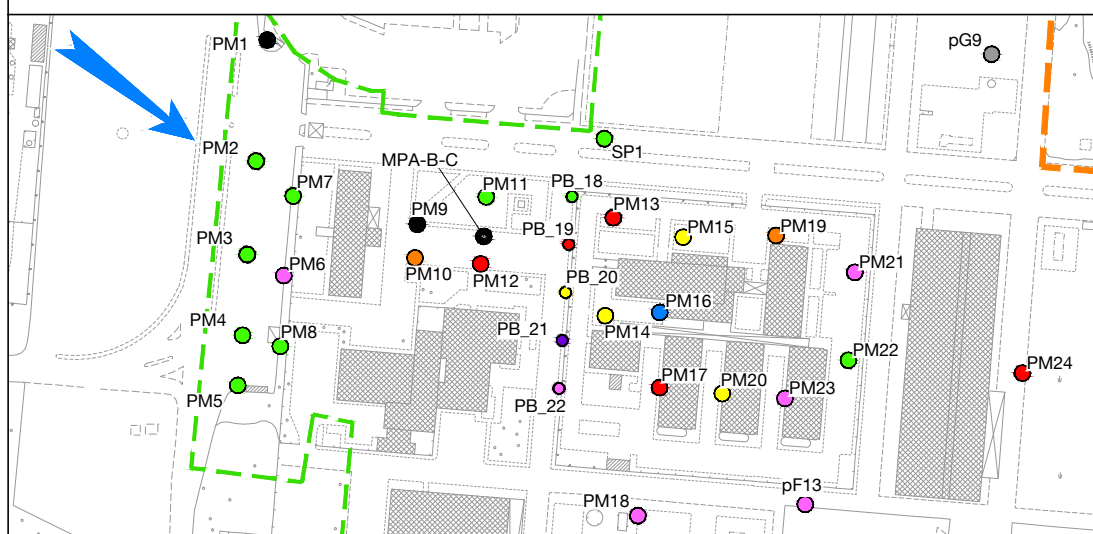 PM1
pG9
PM2
SP1
MPA-B-C
PM7
PM11
PB_18
PM9
PM13
PB_19
PM15
PM19
PM3
PM6
PM10
PM12
PB_20
PM21
PM16
PM4
PM8
PB_21
PM14
PM22
PM5
PB_22
PM17
PM20
PM23
PM24
PM18
pF13